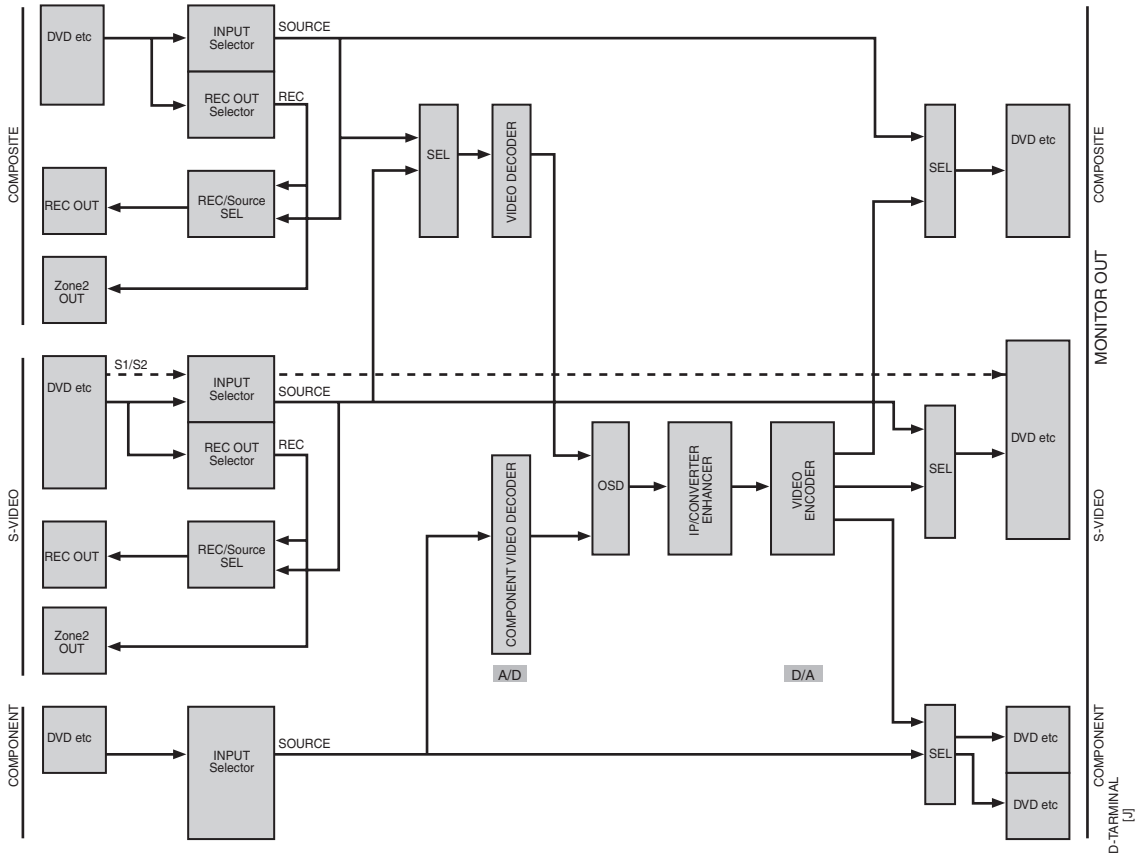 COMPOSITE
DVD etc
INPUT
Selector
SOURCE
REC OUT
Selector
REC
REC OUT
REC/Source
SEL
Zone2
OUT
SEL
VIDEO DECODER
SEL
DVD etc
COMPOSITE
MONITOR OUT
S-VIDEO
DVD etc
S1/S2
INPUT
Selector
SOURCE
REC OUT
Selector
REC
REC OUT
REC/Source
SEL
Zone2
OUT
COMPONENT VIDEO DECODER
A/D
OSD
IP/CONVERTER
ENHANCER
VIDEO
ENCODER
D/A
SEL
DVD etc
S-VIDEO
COMPONENT
DVD etc
INPUT
Selector
SOURCE
SEL
DVD etc
DVD etc
COMPONENT
D-TARMINAL
[J]